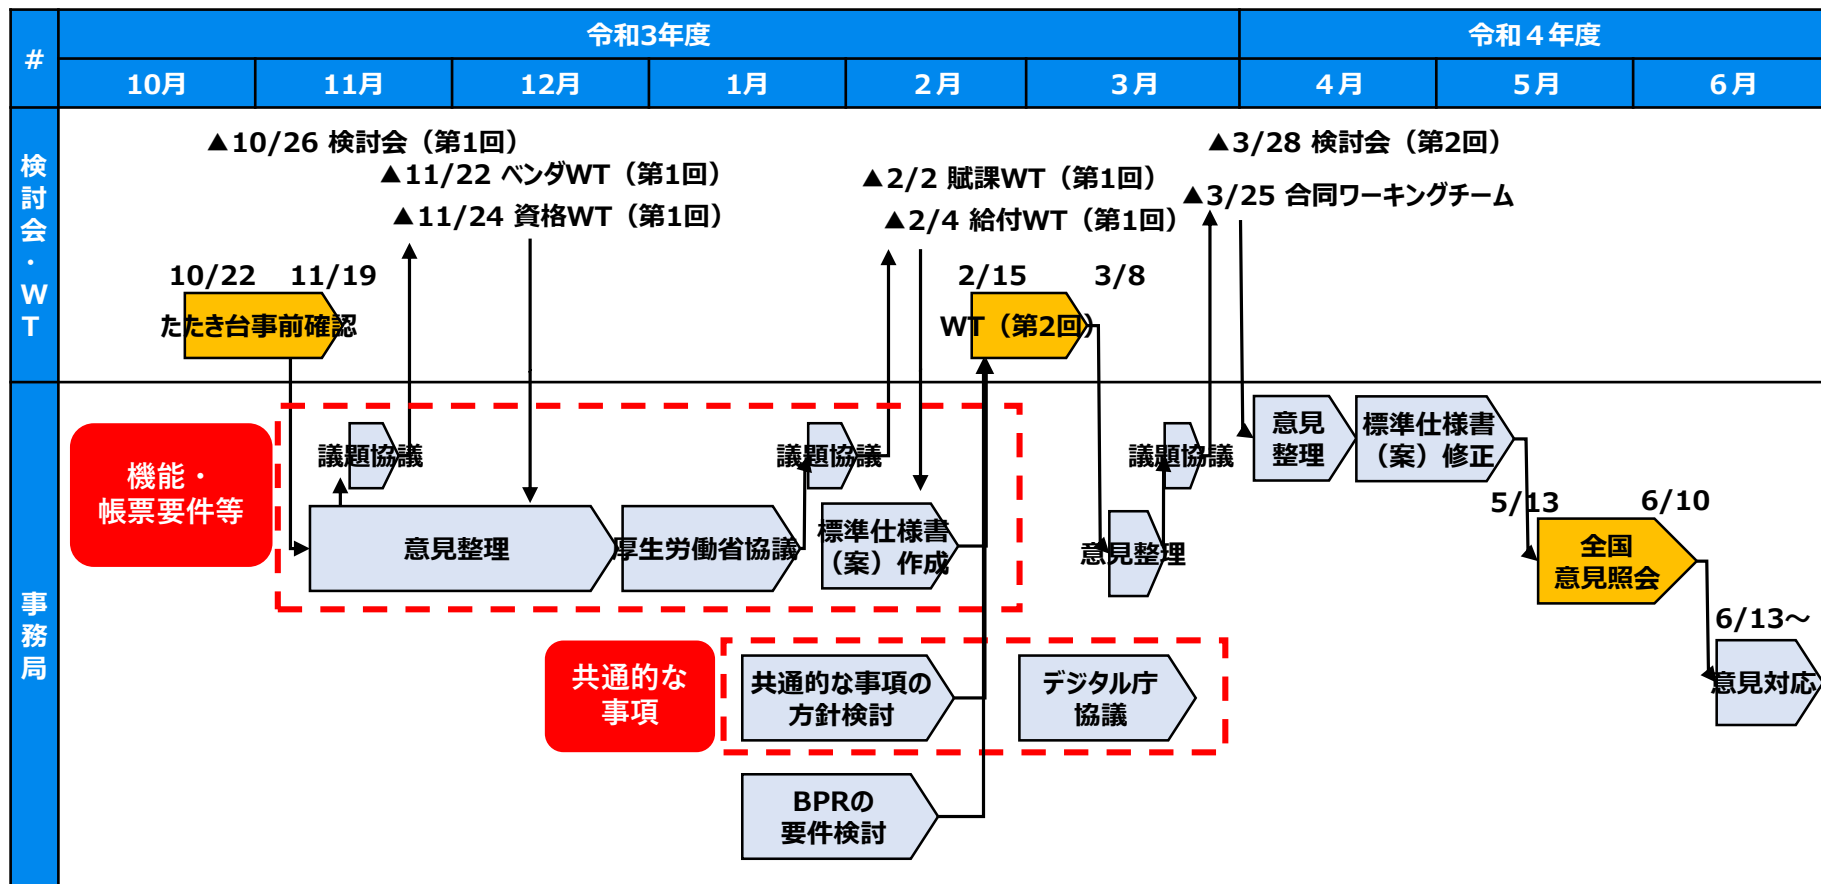 #
令和3年度
令和４年度
10月
11月
12月
1月
２月
３月
４月
５月
６月
検討会・WT
▲10/26 検討会（第1回）
▲11/22 ベンダWT（第1回）
▲11/24 資格WT（第1回）
▲2/2 賦課WT（第1回）
▲2/4 給付WT（第1回）
▲3/28 検討会（第2回）
▲3/25 合同ワーキングチーム
10/22
11/19
たたき台事前確認
2/15
3/8
WT（第2回）
事務局
機能・
帳票要件等
議題協議
意見整理
厚生労働省協議
議題協議
標準仕様書
（案）作成
議題協議
意見整理
意見
整理
標準仕様書
（案）修正
5/13
6/10
全国
意見照会
6/13～
意見対応
共通的な
事項
共通的な事項の
方針検討
デジタル庁
協議
BPRの
要件検討